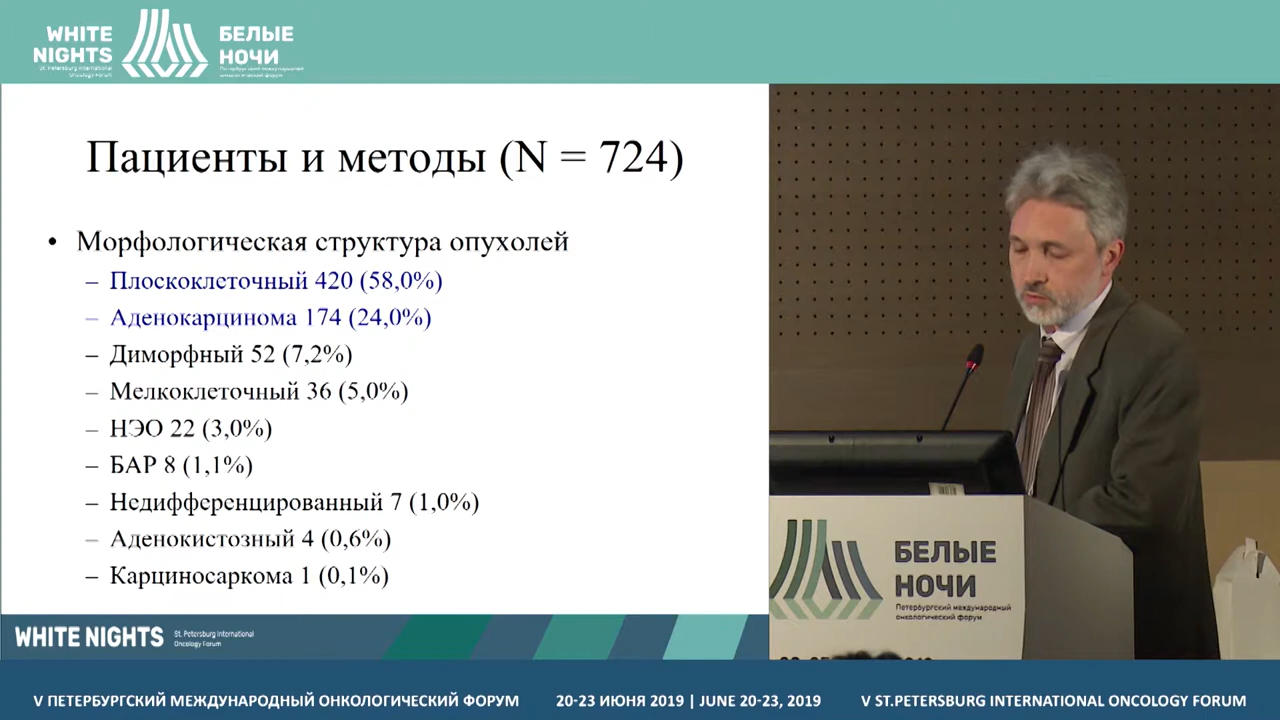 WHITE
NIGHTS
St. Petersburg International
Oncology Forum
БЕЛЫЕ
НОЧИ
Петербургский международный
онкологический форум
Пациенты и методы (N = 724)
• Морфологическая структура опухолей
– Плоскоклеточный 420 (58,0%)
– Аденокарцинома 174 (24,0%)
– Диморфный 52 (7,2%)
– Мелкоклеточный 36 (5,0%)
– НЭО 22 (3,0%)
– БАР 8 (1,1%)
– Недифференцированный 7 (1,0%)
– Аденокистозный 4 (0,6%)
– Карциносаркома 1 (0,1%)
БЕЛЫЕ
НОЧИ
Петербургский международный
онкологический форум
WHITE NIGHTS
St. Petersburg International
Oncology Forum
V ПЕТЕРБУРГСКИЙ МЕЖДУНАРОДНЫЙ ОНКОЛОГИЧЕСКИЙ ФОРУМ 20-23 ИЮНЯ 2019 | JUNE 20-23, 2019 V ST.PETERSBURG INTERNATIONAL ONCOLOGY FORUM